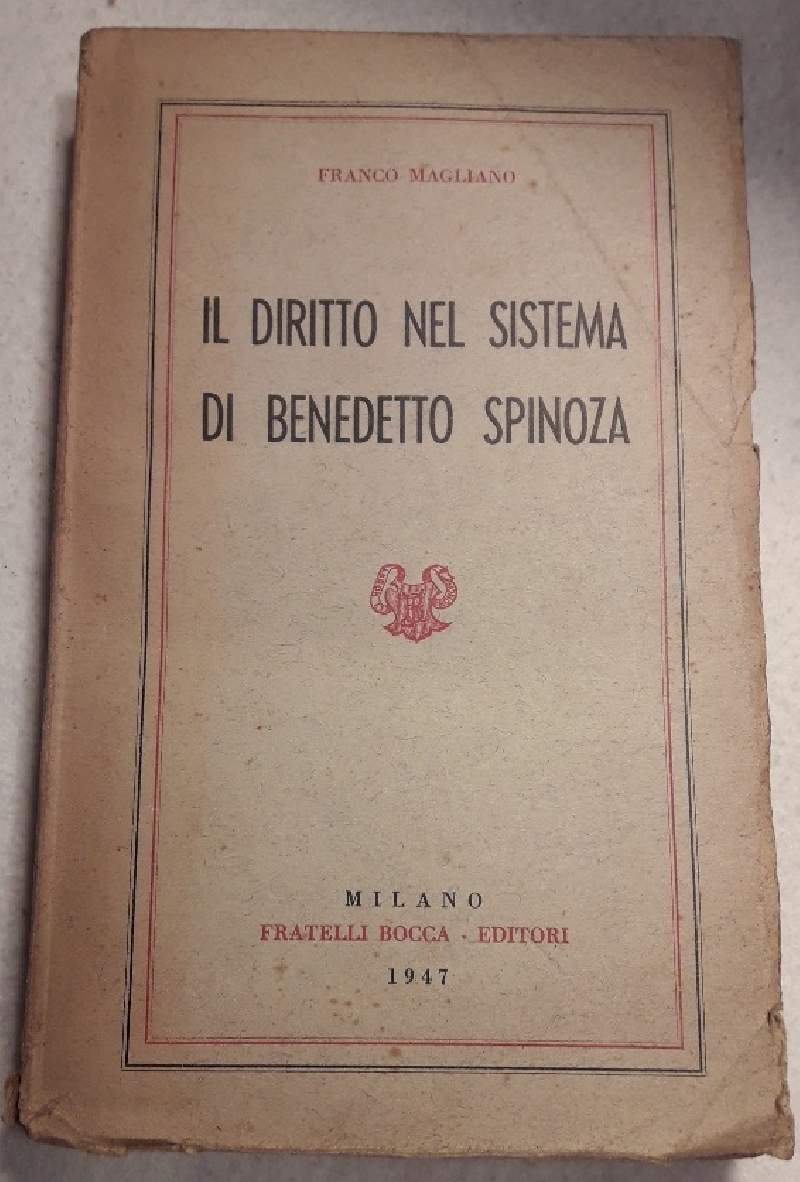 FRANCO MAGLIANO
IL DIRITTO NEL SISTEMA
DI BENEDETTO SPINOZA
MILANO
FRATELLI BOCCA - EDITORI
1947